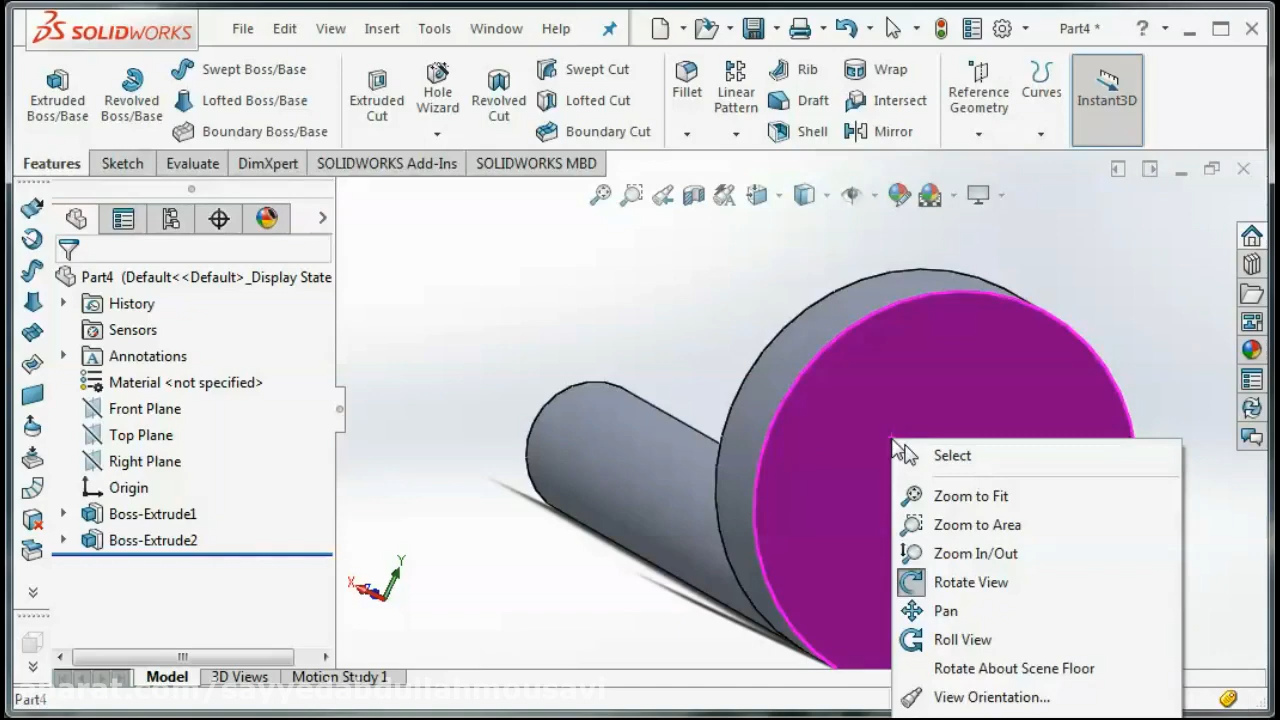 SOLIDWORKS File Edit View Insert Tools Window Help Part4 * ?
Extruded Boss/Base
Revolved Boss/Base
Swept Boss/Base
Lofted Boss/Base
Boundary Boss/Base
Extruded Cut
Hole Wizard
Revolved Cut
Swept Cut
Lofted Cut
Boundary Cut
Fillet
Linear Pattern
Rib
Draft
Shell
Wrap
Intersect
Mirror
Reference Geometry
Curves
Instant3D
Features Sketch Evaluate DimXpert SOLIDWORKS Add-Ins SOLIDWORKS MBD
Part4 (Default<<Default>_Display State
History
Sensors
Annotations
Material <not specified>
Front Plane
Top Plane
Right Plane
Origin
Boss-Extrude1
Boss-Extrude2
Y
X
Select
Zoom to Fit
Zoom to Area
Zoom In/Out
Rotate View
Pan
Roll View
Rotate About Scene Floor
View Orientation...
Model 3D Views Motion Study 1
Part4